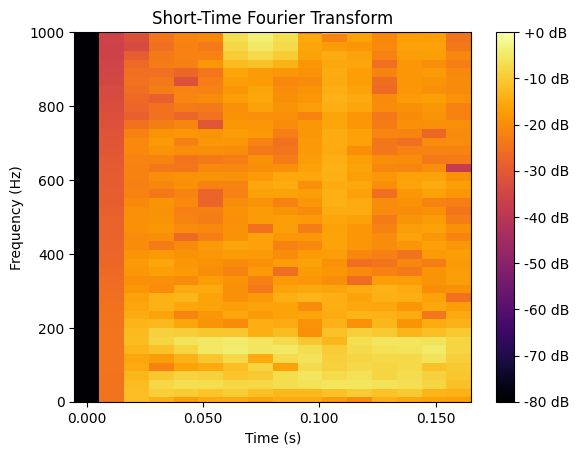 Short-Time Fourier Transform
Frequency (Hz)
1000
800
600
400
200
0
0.000
0.050
0.100
0.150
Time (s)
+0 dB
-10 dB
-20 dB
-30 dB
-40 dB
-50 dB
-60 dB
-70 dB
-80 dB